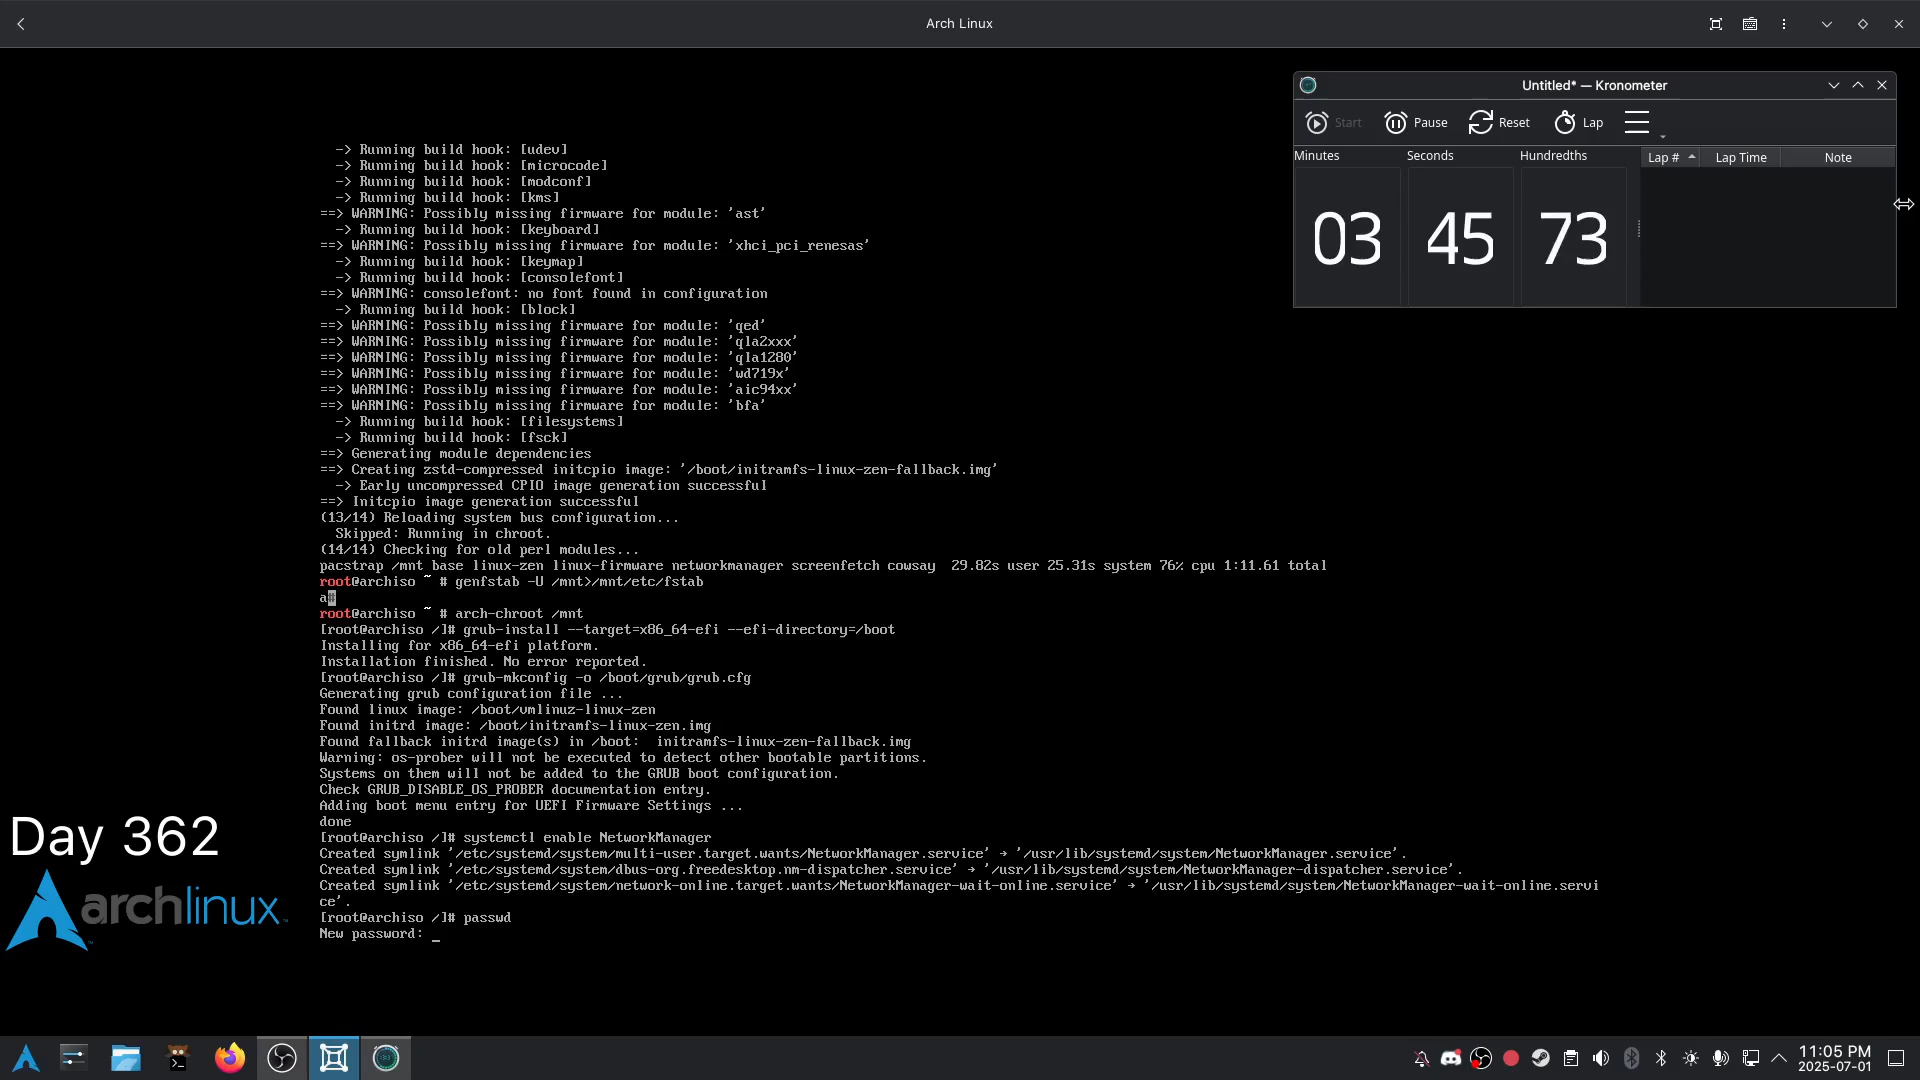 Arch Linux
Untitled* — Kronometer
Start Pause Reset Lap
Minutes Seconds Hundredths Lap # Lap Time Note
03 45 73
-> Running build hook: [udev]
-> Running build hook: [microcode]
-> Running build hook: [modconf]
-> Running build hook: [kms]
==> WARNING: Possibly missing firmware for module: 'ast'
-> Running build hook: [keyboard]
==> WARNING: Possibly missing firmware for module: 'xhci_pci_renesas'
-> Running build hook: [keymap]
-> Running build hook: [consolefont]
==> WARNING: consolefont: no font found in configuration
-> Running build hook: [block]
==> WARNING: Possibly missing firmware for module: 'qed'
==> WARNING: Possibly missing firmware for module: 'qla2xxx'
==> WARNING: Possibly missing firmware for module: 'qla1280'
==> WARNING: Possibly missing firmware for module: 'wd719x'
==> WARNING: Possibly missing firmware for module: 'aic94xx'
==> WARNING: Possibly missing firmware for module: 'bfa'
-> Running build hook: [filesystems]
-> Running build hook: [fsck]
==> Generating module dependencies
==> Creating zstd-compressed initcpio image: '/boot/initramfs-linux-zen-fallback.img'
-> Early uncompressed CPIO image generation successful
==> Initcpio image generation successful
(13/14) Reloading system bus configuration...
Skipped: Running in chroot.
(14/14) Checking for old perl modules...
pacstrap /mnt base linux-zen linux-firmware networkmanager screenfetch cowsay  29.82s user 25.31s system 76% cpu 1:11.61 total
root@archiso ~ # genfstab -U /mnt>/mnt/etc/fstab
a#
root@archiso ~ # arch-chroot /mnt
[root@archiso /]# grub-install --target=x86_64-efi --efi-directory=/boot
Installing for x86_64-efi platform.
Installation finished. No error reported.
[root@archiso /]# grub-mkconfig -o /boot/grub/grub.cfg
Generating grub configuration file ...
Found linux image: /boot/vmlinuz-linux-zen
Found initrd image: /boot/initramfs-linux-zen.img
Found fallback initrd image(s) in /boot:  initramfs-linux-zen-fallback.img
Warning: os-prober will not be executed to detect other bootable partitions.
Systems on them will not be added to the GRUB boot configuration.
Check GRUB_DISABLE_OS_PROBER documentation entry.
Adding boot menu entry for UEFI Firmware Settings ...
done
[root@archiso /]# systemctl enable NetworkManager
Created symlink '/etc/systemd/system/multi-user.target.wants/NetworkManager.service' → '/usr/lib/systemd/system/NetworkManager.service'.
Created symlink '/etc/systemd/system/dbus-org.freedesktop.nm-dispatcher.service' → '/usr/lib/systemd/system/NetworkManager-dispatcher.service'.
Created symlink '/etc/systemd/system/network-online.target.wants/NetworkManager-wait-online.service' → '/usr/lib/systemd/system/NetworkManager-wait-online.servi
ce'.
[root@archiso /]# passwd
New password: _
Day 362
archlinux
11:05 PM
2025-07-01